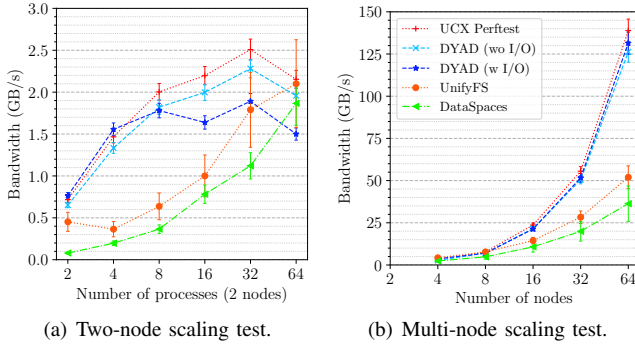 3.0
2.5
2.0
1.5
1.0
0.5
0.0
Bandwidth (GB/s)
2 4 8 16 32 64
Number of processes (2 nodes)
(a) Two-node scaling test.
150
125
100
75
50
25
0
Bandwidth (GB/s)
UCX Perftest
DYAD (wo I/O)
DYAD (w I/O)
UnifyFS
DataSpaces
2 4 8 16 32 64
Number of nodes
(b) Multi-node scaling test.